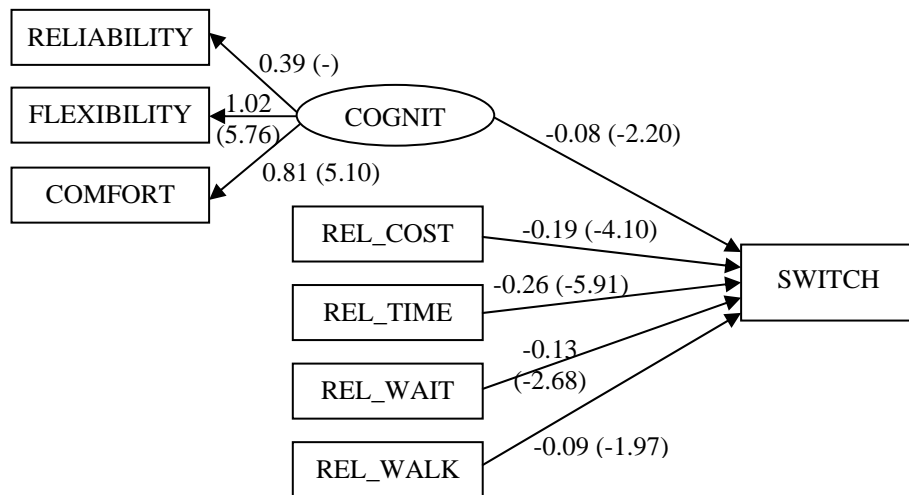 RELIABILITY
0.39 (-)
FLEXIBILITY
1.02
(5.76)
COGNIT
-0.08 (-2.20)
COMFORT
0.81 (5.10)
REL_COST
-0.19 (-4.10)
SWITCH
REL_TIME
-0.26 (-5.91)
REL_WAIT
-0.13
(-2.68)
REL_WALK
-0.09 (-1.97)